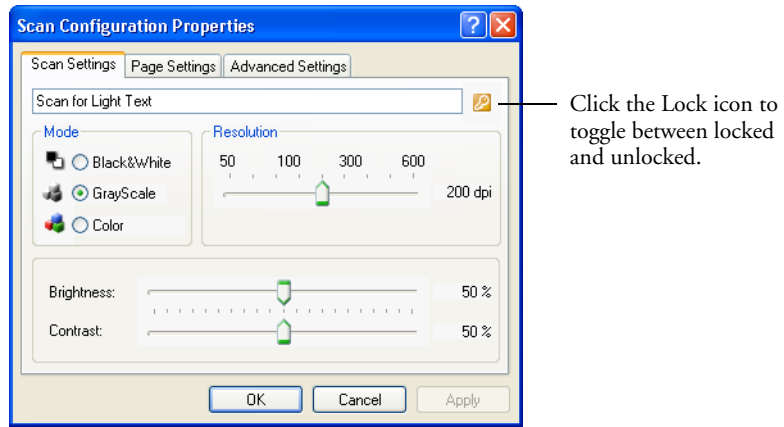 Scan Configuration Properties
Scan Settings Page Settings Advanced Settings
Scan for Light Text
Click the Lock icon to
toggle between locked
and unlocked.
Mode
Black&White
GrayScale
Color
Resolution
50 100 300 600
200 dpi
Brightness: 50 %
Contrast: 50 %
OK Cancel Apply